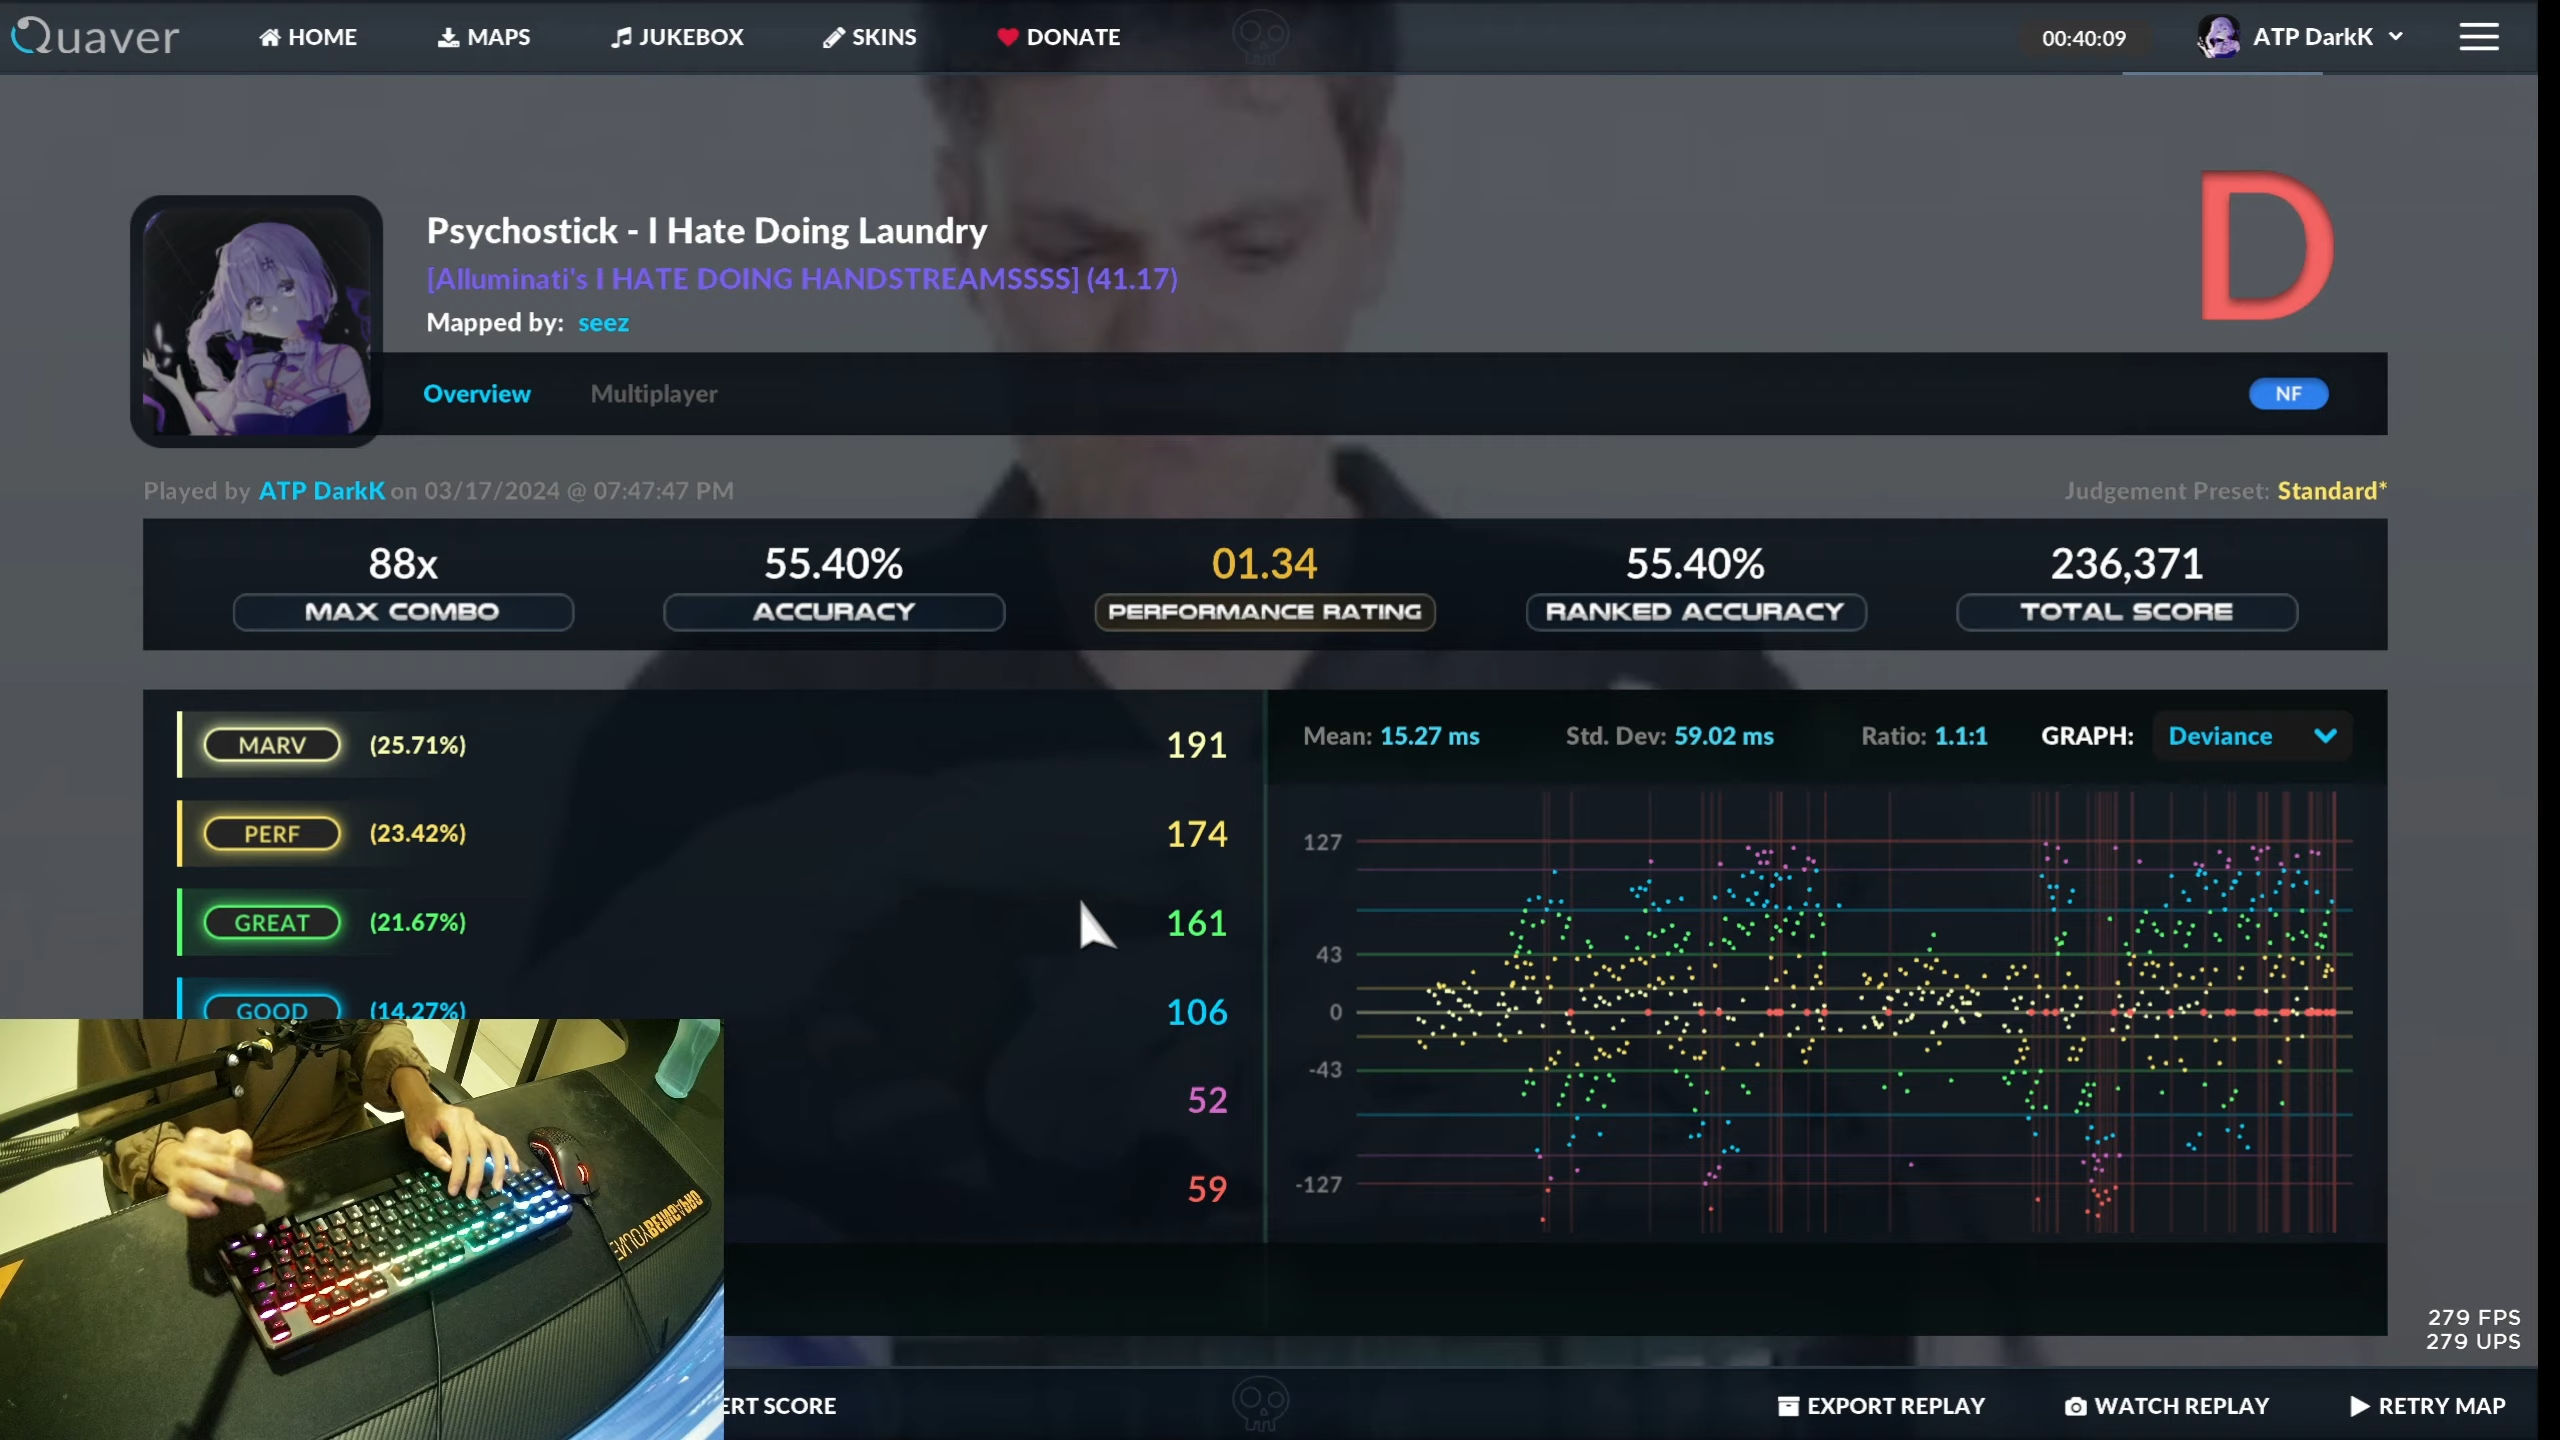 Quaver
HOME
MAPS
JUKEBOX
SKINS
DONATE
00:40:09
ATP DarkK
Psychostick - I Hate Doing Laundry
[Alluminati's I HATE DOING HANDSTREAMSSSS] (41.17)
Mapped by: seez
D
Overview
Multiplayer
NF
Played by ATP DarkK on 03/17/2024 @ 07:47:47 PM
Judgement Preset: Standard*
88x
55.40%
01.34
55.40%
236,371
MAX COMBO
ACCURACY
PERFORMANCE RATING
RANKED ACCURACY
TOTAL SCORE
MARV (25.71%) 191
PERF (23.42%) 174
GREAT (21.67%) 161
GOOD (14.27%) 106
52
59
Mean: 15.27 ms
Std. Dev: 59.02 ms
Ratio: 1.1:1
GRAPH: Deviance
127
43
0
-43
-127
279 FPS
279 UPS
ERT SCORE
EXPORT REPLAY
WATCH REPLAY
RETRY MAP